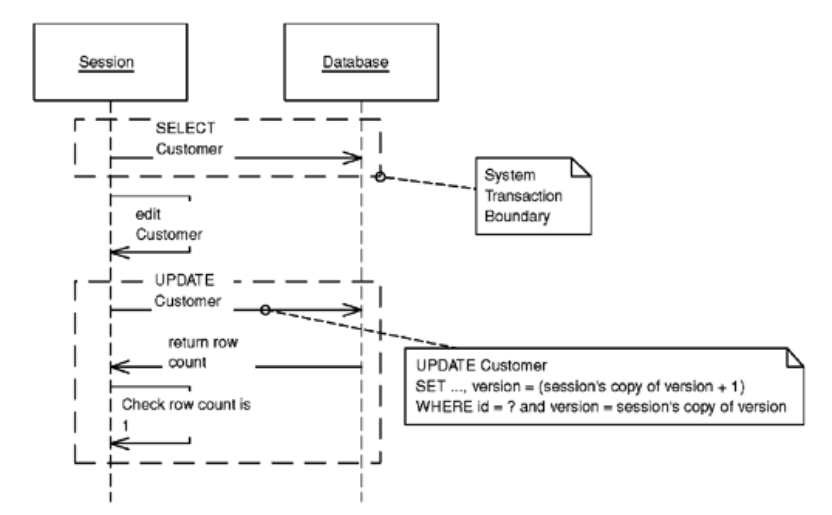 Session
Database
SELECT
Customer
System
Transaction
Boundary
edit
Customer
UPDATE
Customer
return row
count
UPDATE Customer
SET ..., version = (session's copy of version + 1)
WHERE id = ? and version = session's copy of version
Check row count is
1